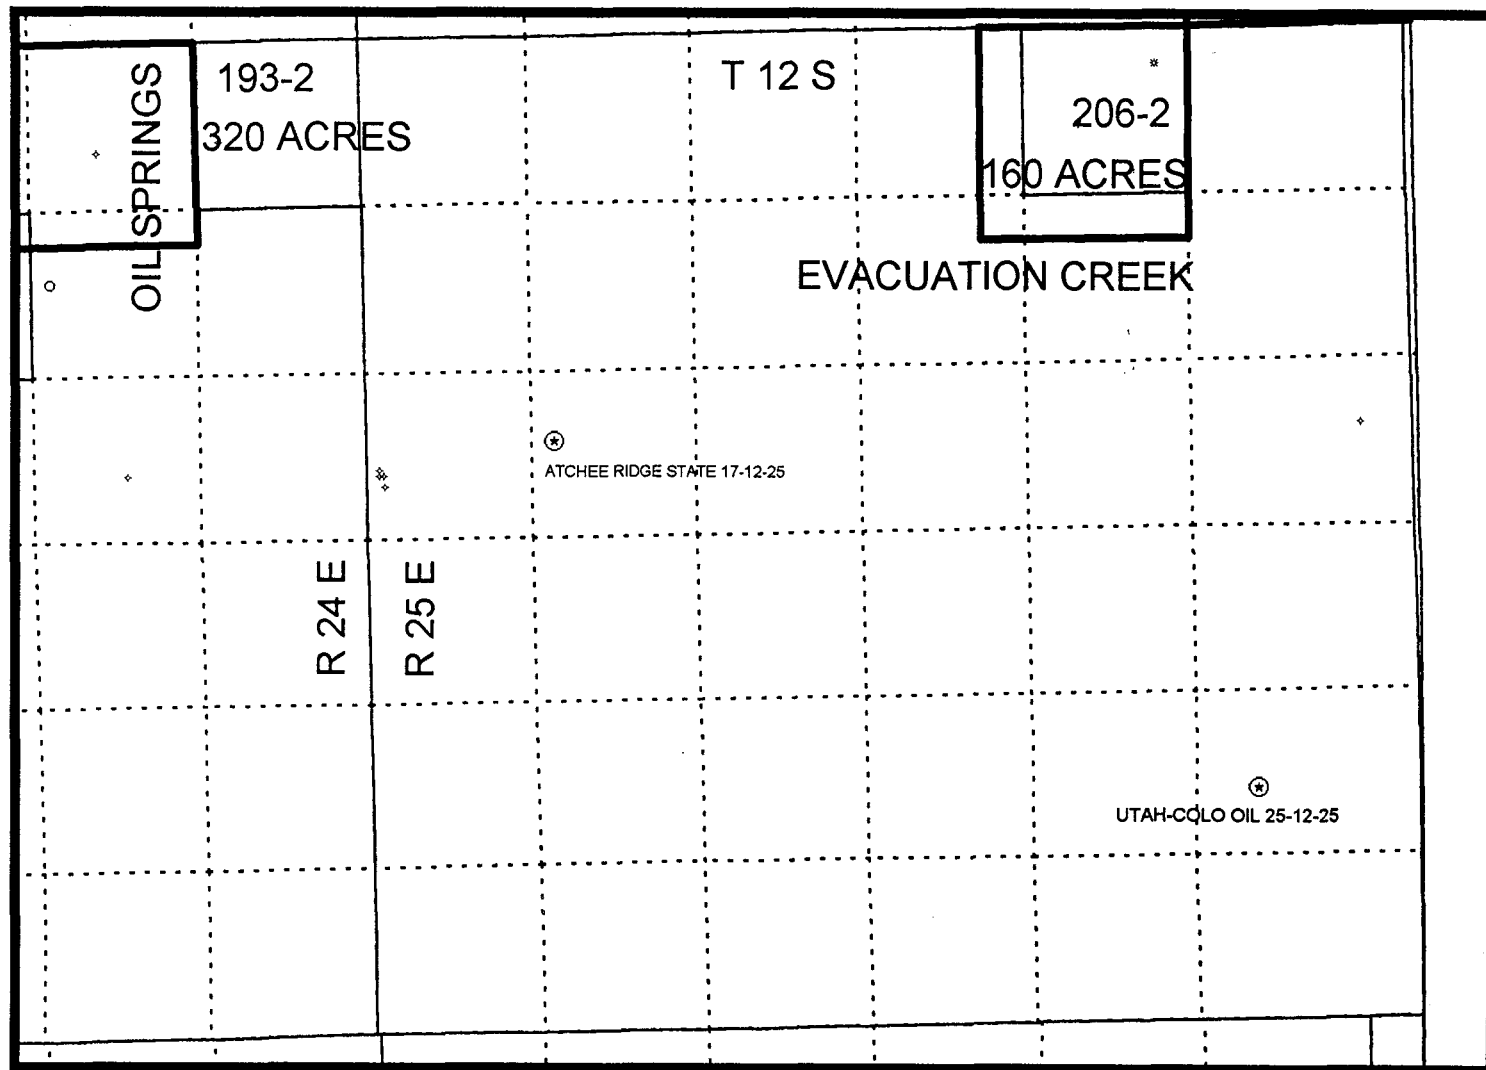 OIL SPRINGS
193-2
320 ACRES
T 12 S
206-2
160 ACRES
EVACUATION CREEK
ATCHEE RIDGE STATE 17-12-25
R 24 E
R 25 E
UTAH-COLO OIL 25-12-25